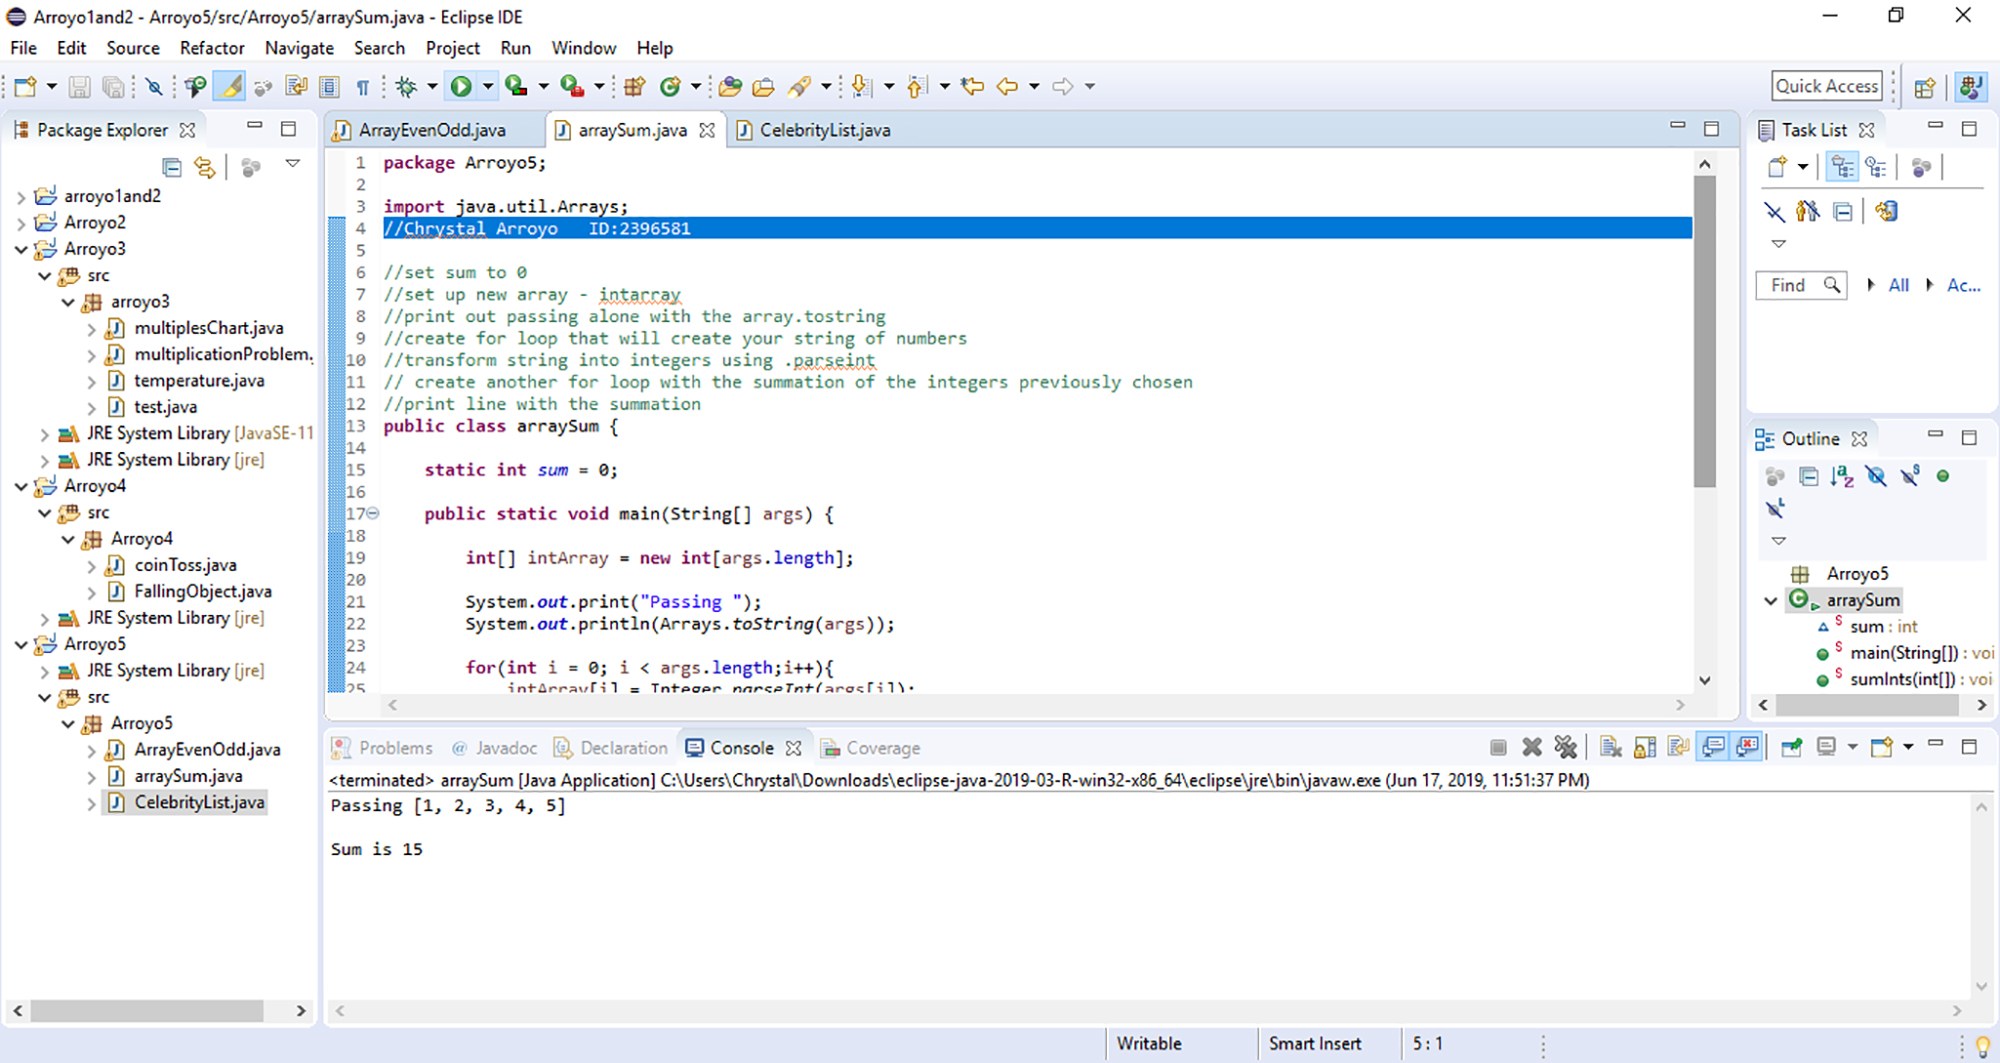 Arroyo1and2 - Arroyo5/src/Arroyo5/arraySum.java - Eclipse IDE
File Edit Source Refactor Navigate Search Project Run Window Help
Quick Access
Package Explorer
arroyo1and2
Arroyo2
Arroyo3
src
arroyo3
multiplesChart.java
multiplicationProblem.
temperature.java
test.java
JRE System Library [JavaSE-11
JRE System Library [jre]
Arroyo4
src
Arroyo4
coinToss.java
FallingObject.java
JRE System Library [jre]
Arroyo5
JRE System Library [jre]
src
Arroyo5
ArrayEvenOdd.java
arraySum.java
CelebrityList.java
ArrayEvenOdd.java arraySum.java CelebrityList.java
1 package Arroyo5;
2
3 import java.util.Arrays;
4 //Chrystal Arroyo   ID:2396581
5
6 //set sum to 0
7 //set up new array - intarray
8 //print out passing alone with the array.tostring
9 //create for loop that will create your string of numbers
10 //transform string into integers using .parseint
11 // create another for loop with the summation of the integers previously chosen
12 //print line with the summation
13 public class arraySum {
14
15     static int sum = 0;
16
17     public static void main(String[] args) {
18
19         int[] intArray = new int[args.length];
20
21         System.out.print("Passing ");
22         System.out.println(Arrays.toString(args));
23
24         for(int i = 0; i < args.length;i++){
25             intArray[i] = Integer.parseInt(args[i]);
Task List
Find All Ac...
Outline
Arroyo5
arraySum
sum : int
main(String[]) : voi
sumInts(int[]) : voi
Problems @ Javadoc Declaration Console Coverage
<terminated> arraySum [Java Application] C:\Users\Chrystal\Downloads\eclipse-java-2019-03-R-win32-x86_64\eclipse\jre\bin\javaw.exe (Jun 17, 2019, 11:51:37 PM)
Passing [1, 2, 3, 4, 5]
Sum is 15
Writable Smart Insert 5 : 1